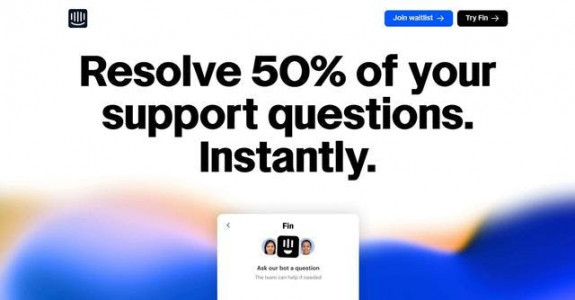 Join waitlist →
Try Fin →
Resolve 50% of your
support questions.
Instantly.
Fin
Ask our bot a question
The team can help if needed